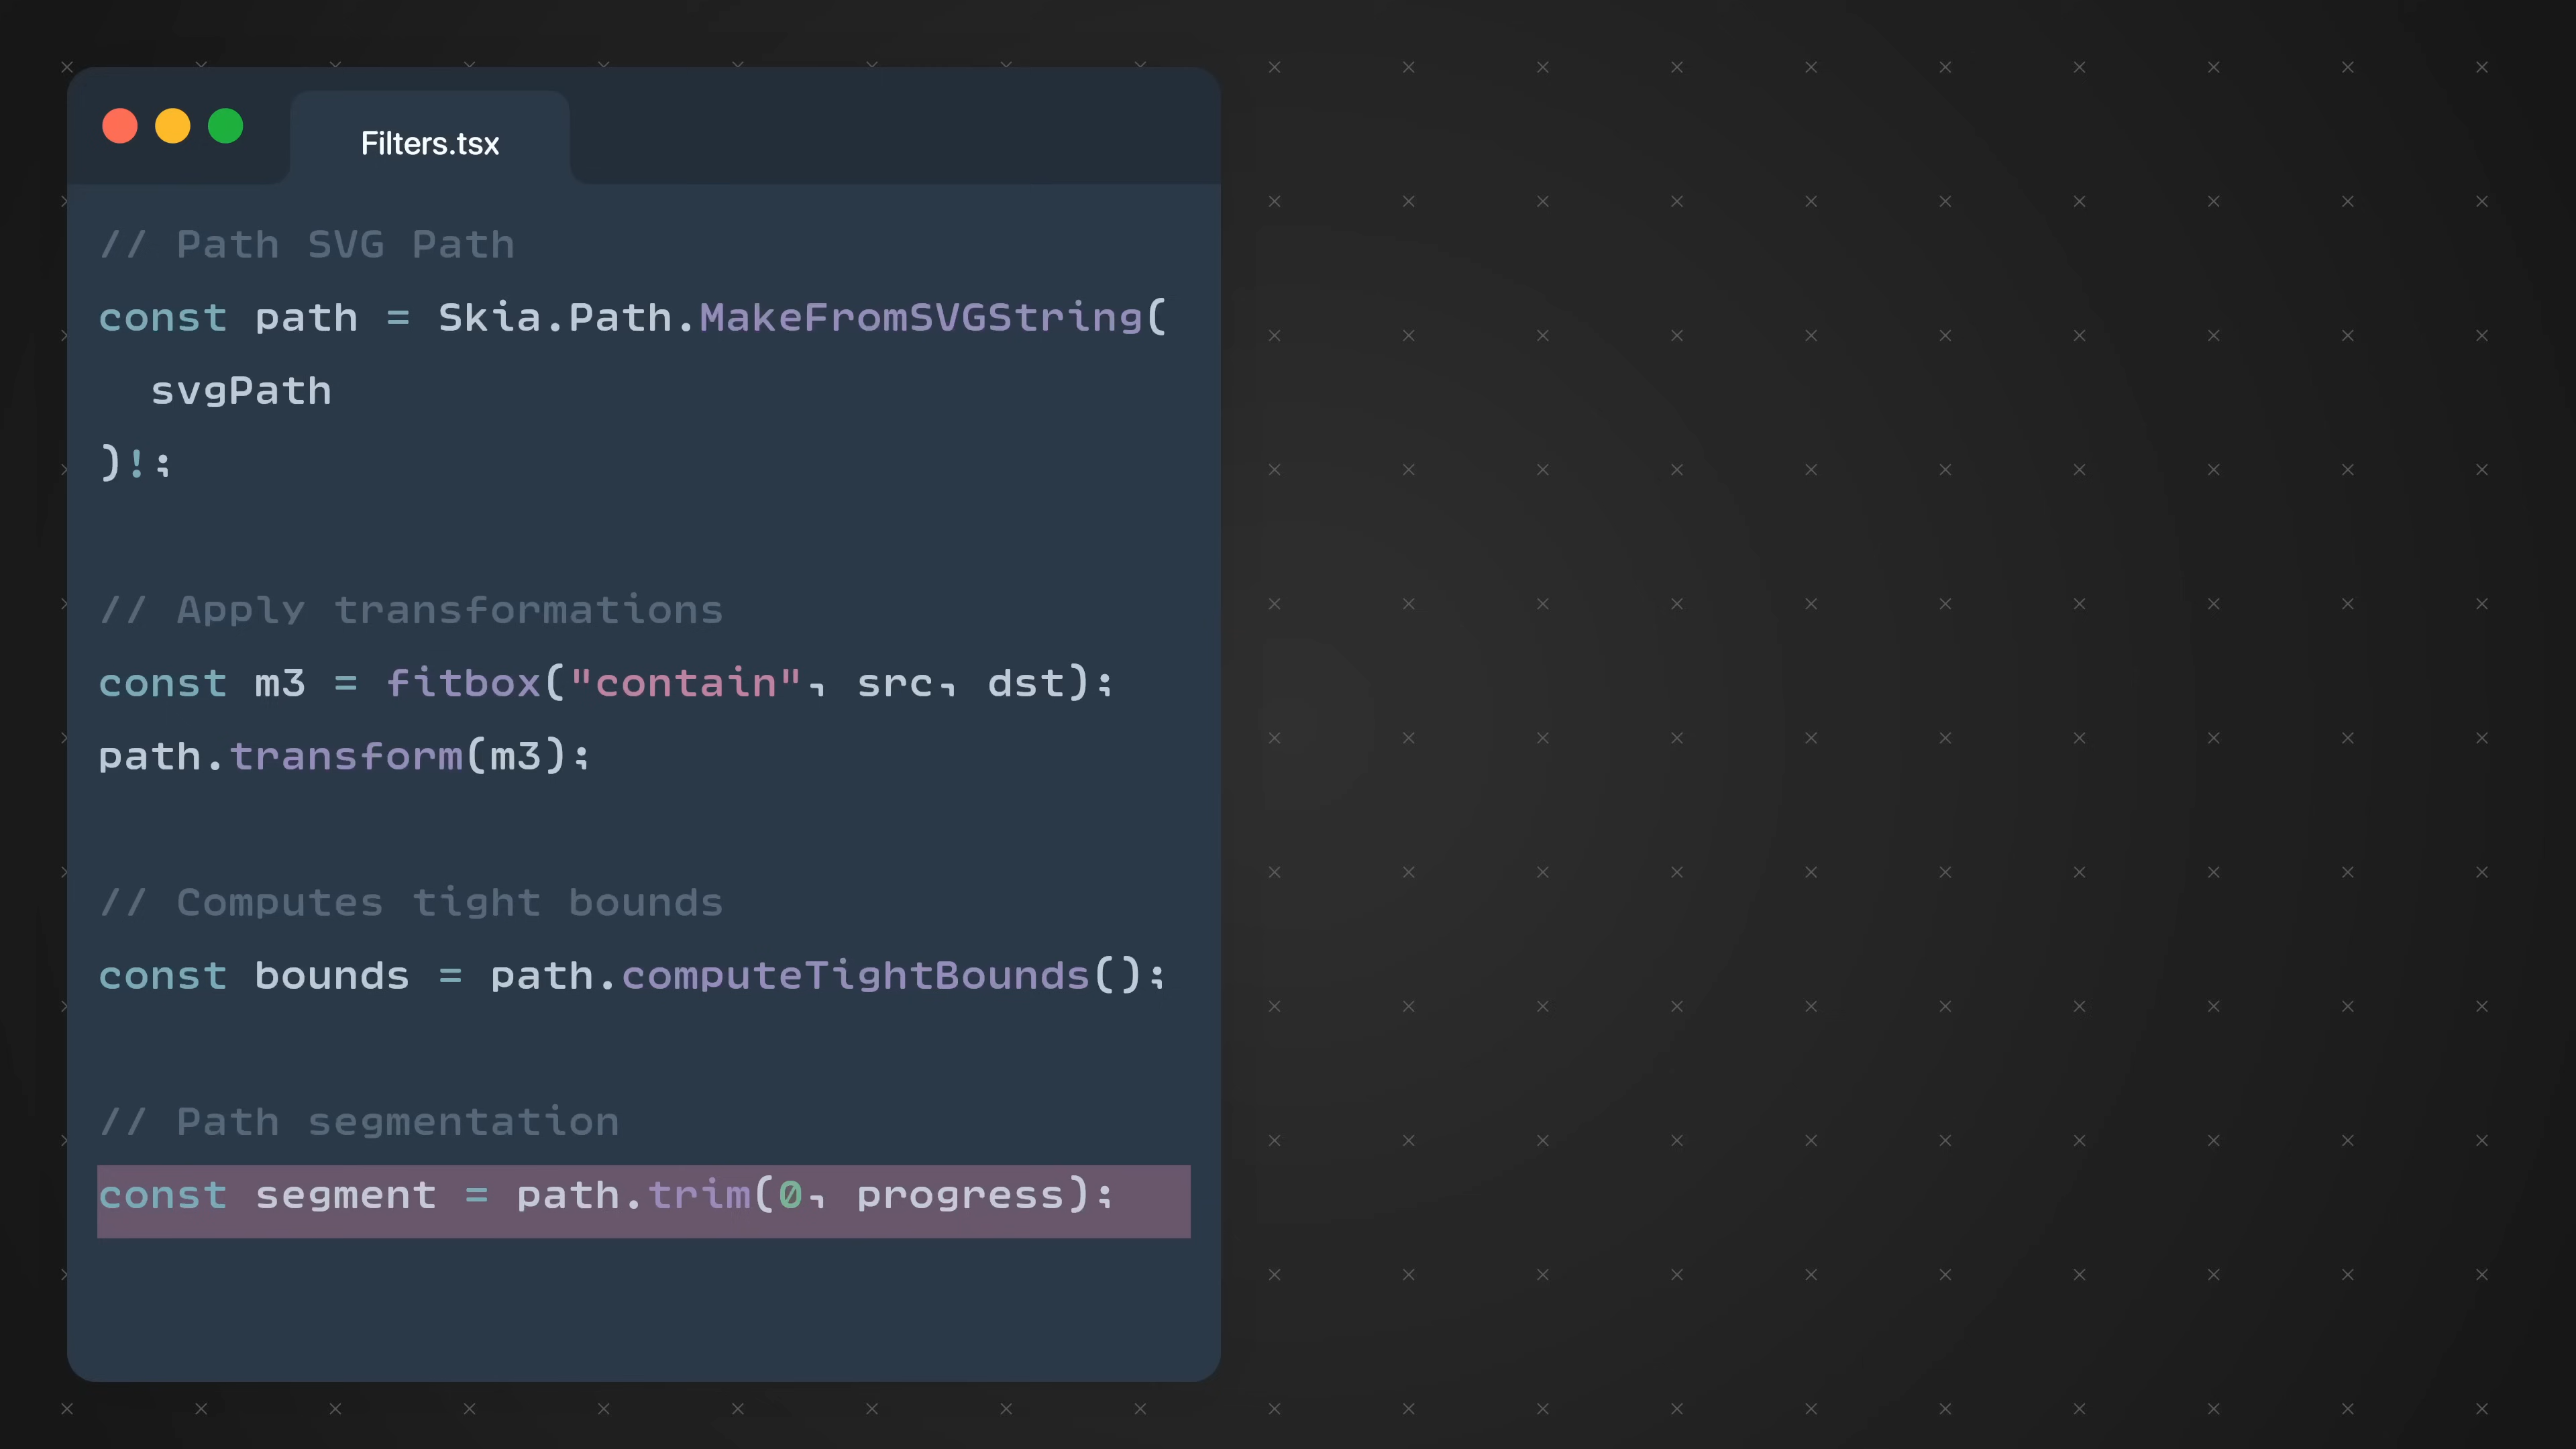 Filters.tsx
// Path SVG Path
const path = Skia.Path.MakeFromSVGString(
  svgPath
)!;
// Apply transformations
const m3 = fitbox("contain", src, dst);
path.transform(m3);
// Computes tight bounds
const bounds = path.computeTightBounds();
// Path segmentation
const segment = path.trim(0, progress);